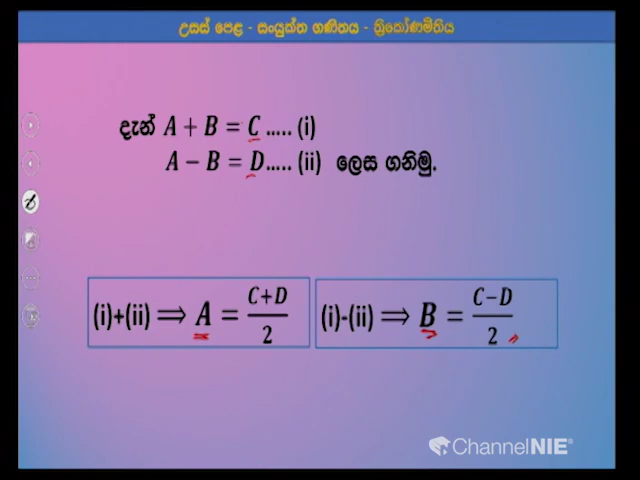 උසස් පෙළ - සංයුක්ත ගණිතය - ත්‍රිකෝණමිතිය
දැන් A + B = C ..... (i)
A − B = D..... (ii) ලෙස ගනිමු.
(i)+(ii) ⟹ A = C+D/2
(i)-(ii) ⟹ B = C−D/2
ChannelNIE